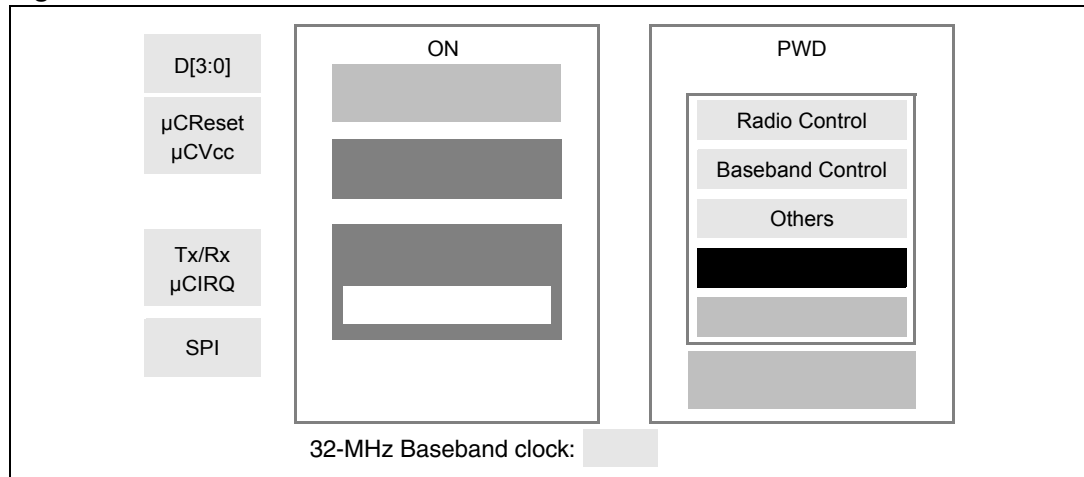 D[3:0]
µCReset
µCVcc
Tx/Rx
µCIRQ
SPI
ON
PWD
Radio Control
Baseband Control
Others
32-MHz Baseband clock: